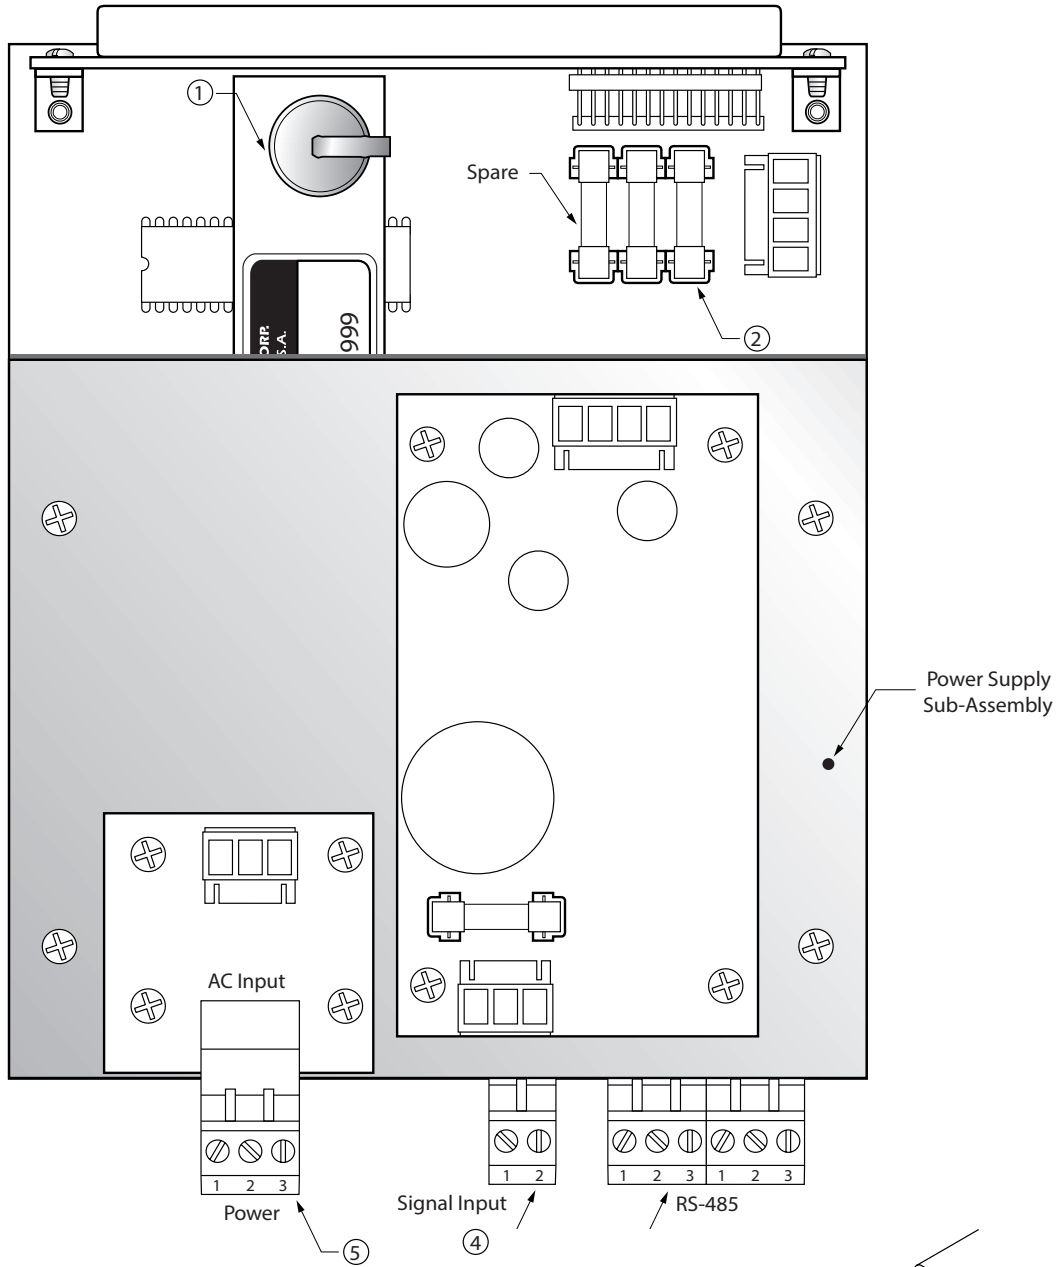 1
Spare
ORP.
S.A.
999
2
Power Supply
Sub-Assembly
AC Input
1 2 3
Power
5
1 2
Signal Input
4
1 2 3 1 2 3
RS-485